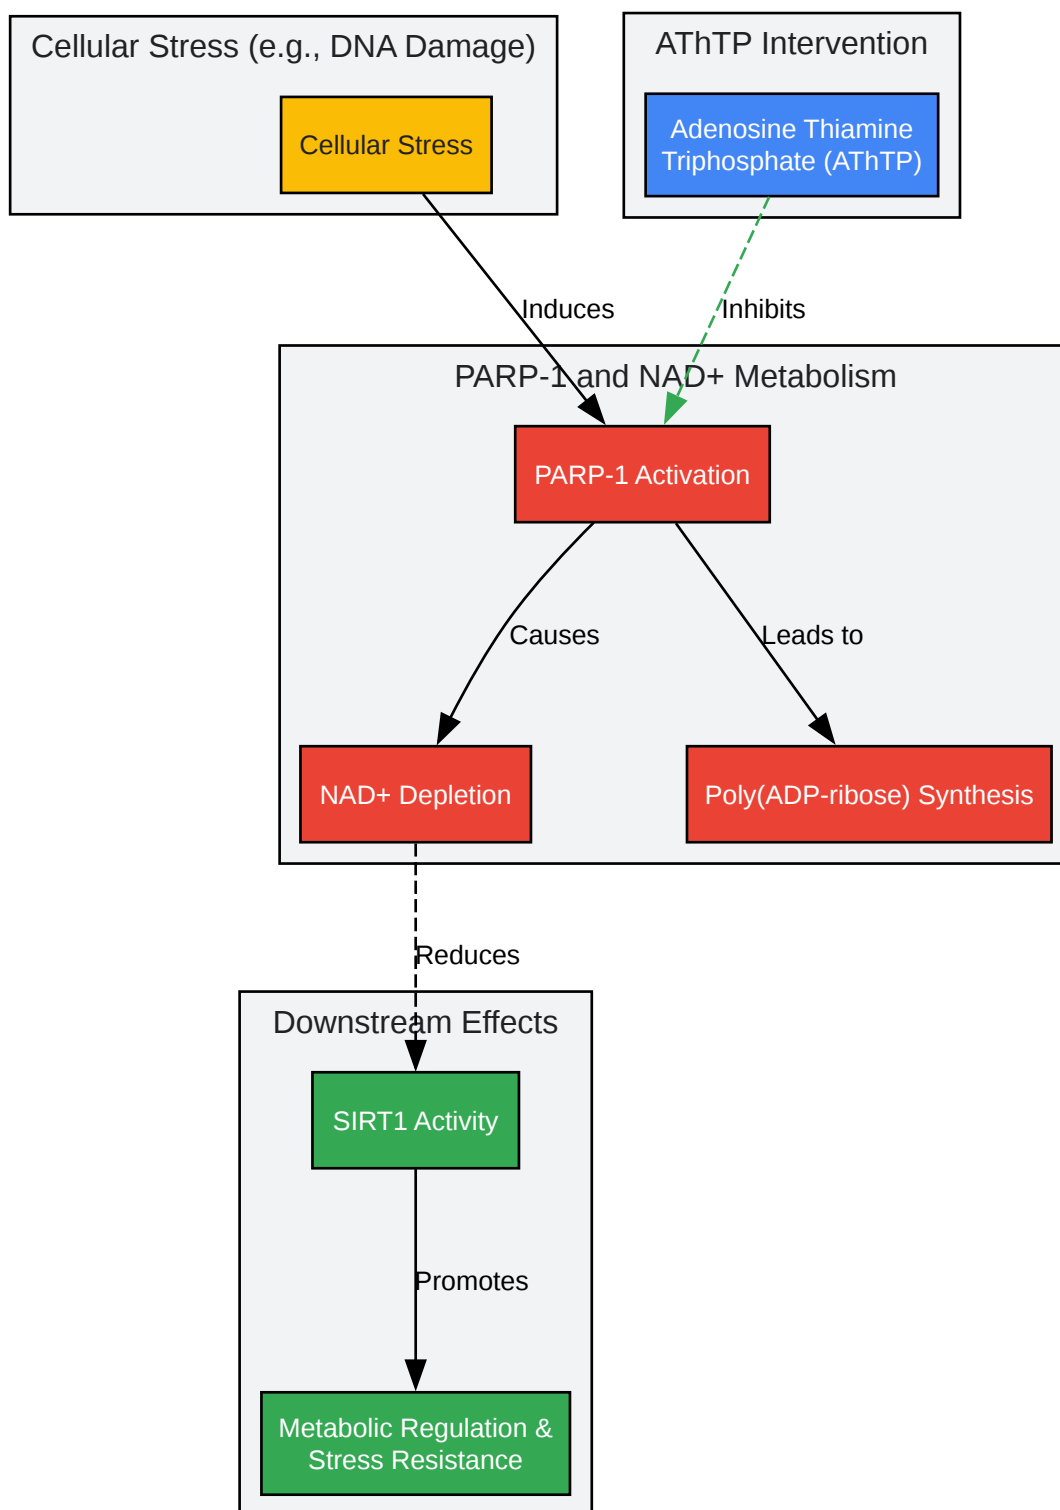 Cellular Stress (e.g., DNA Damage)
AThTP Intervention
Cellular Stress
Adenosine Thiamine
Triphosphate (AThTP)
Induces
Inhibits
PARP-1 and NAD+ Metabolism
PARP-1 Activation
Causes
Leads to
NAD+ Depletion
Poly(ADP-ribose) Synthesis
Reduces
Downstream Effects
SIRT1 Activity
Promotes
Metabolic Regulation &
Stress Resistance